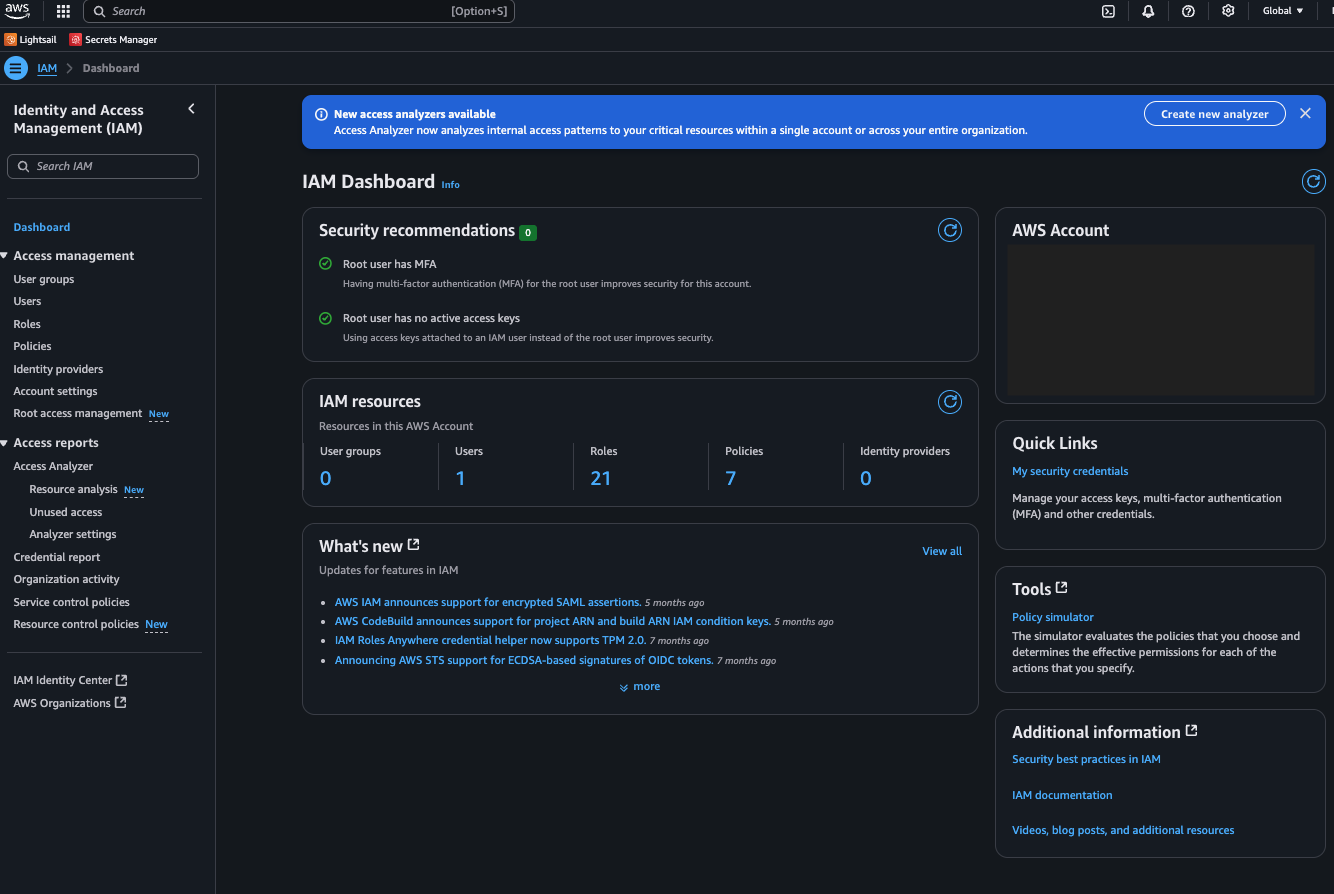 aws
Search [Option+S]
Global
Lightsail Secrets Manager
IAM Dashboard
Identity and Access
Management (IAM)
Search IAM
Dashboard
Access management
User groups
Users
Roles
Policies
Identity providers
Account settings
Root access management New
Access reports
Access Analyzer
Resource analysis New
Unused access
Analyzer settings
Credential report
Organization activity
Service control policies
Resource control policies New
IAM Identity Center
AWS Organizations
New access analyzers available
Access Analyzer now analyzes internal access patterns to your critical resources within a single account or across your entire organization.
Create new analyzer
IAM Dashboard Info
Security recommendations 0
Root user has MFA
Having multi-factor authentication (MFA) for the root user improves security for this account.
Root user has no active access keys
Using access keys attached to an IAM user instead of the root user improves security.
IAM resources
Resources in this AWS Account
User groups Users Roles Policies Identity providers
0 1 21 7 0
What's new
View all
Updates for features in IAM
AWS IAM announces support for encrypted SAML assertions. 5 months ago
AWS CodeBuild announces support for project ARN and build ARN IAM condition keys. 5 months ago
IAM Roles Anywhere credential helper now supports TPM 2.0. 7 months ago
Announcing AWS STS support for ECDSA-based signatures of OIDC tokens. 7 months ago
more
AWS Account
Quick Links
My security credentials
Manage your access keys, multi-factor authentication
(MFA) and other credentials.
Tools
Policy simulator
The simulator evaluates the policies that you choose and
determines the effective permissions for each of the
actions that you specify.
Additional information
Security best practices in IAM
IAM documentation
Videos, blog posts, and additional resources